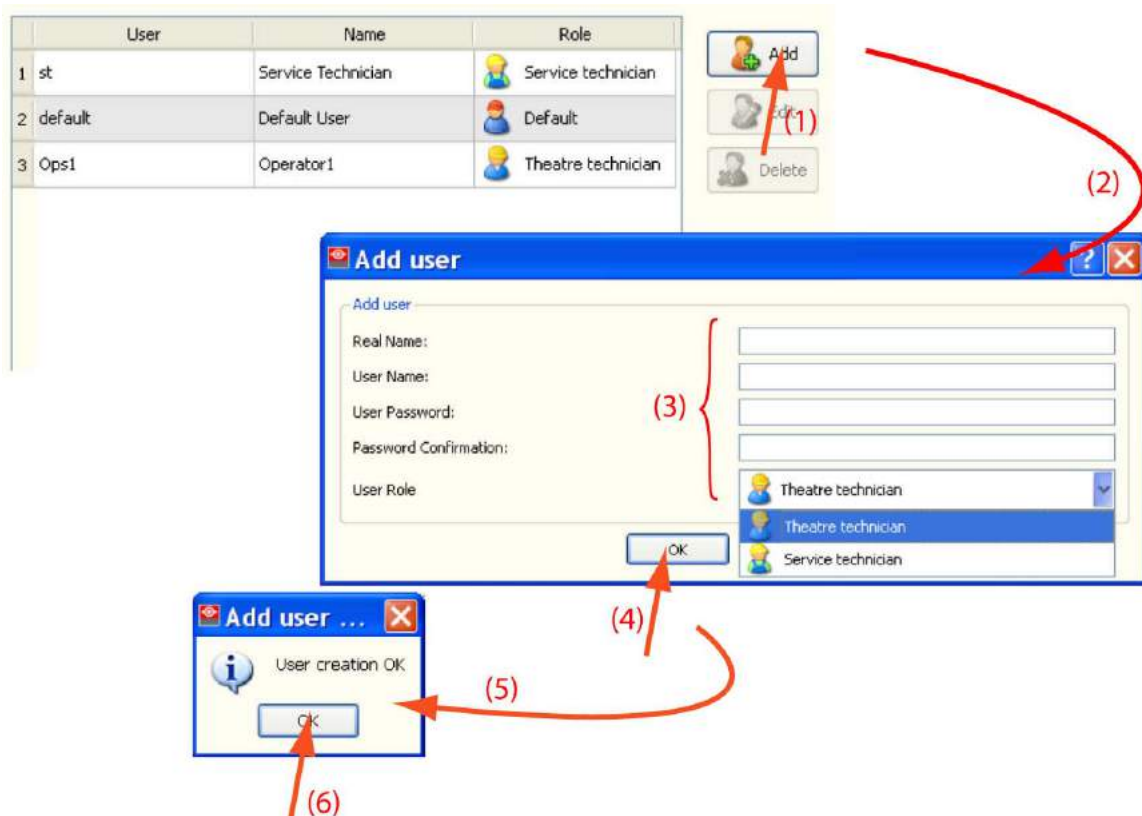 User Name Role
1 st Service Technician Service technician
2 default Default User Default
3 Ops1 Operator1 Theatre technician
Add
Edit
(1)
Delete
(2)
Add user
Add user
Real Name:
User Name:
User Password:
(3)
Password Confirmation:
User Role Theatre technician
Theatre technician
Service technician
OK
(4)
Add user ...
User creation OK
(5)
OK
(6)